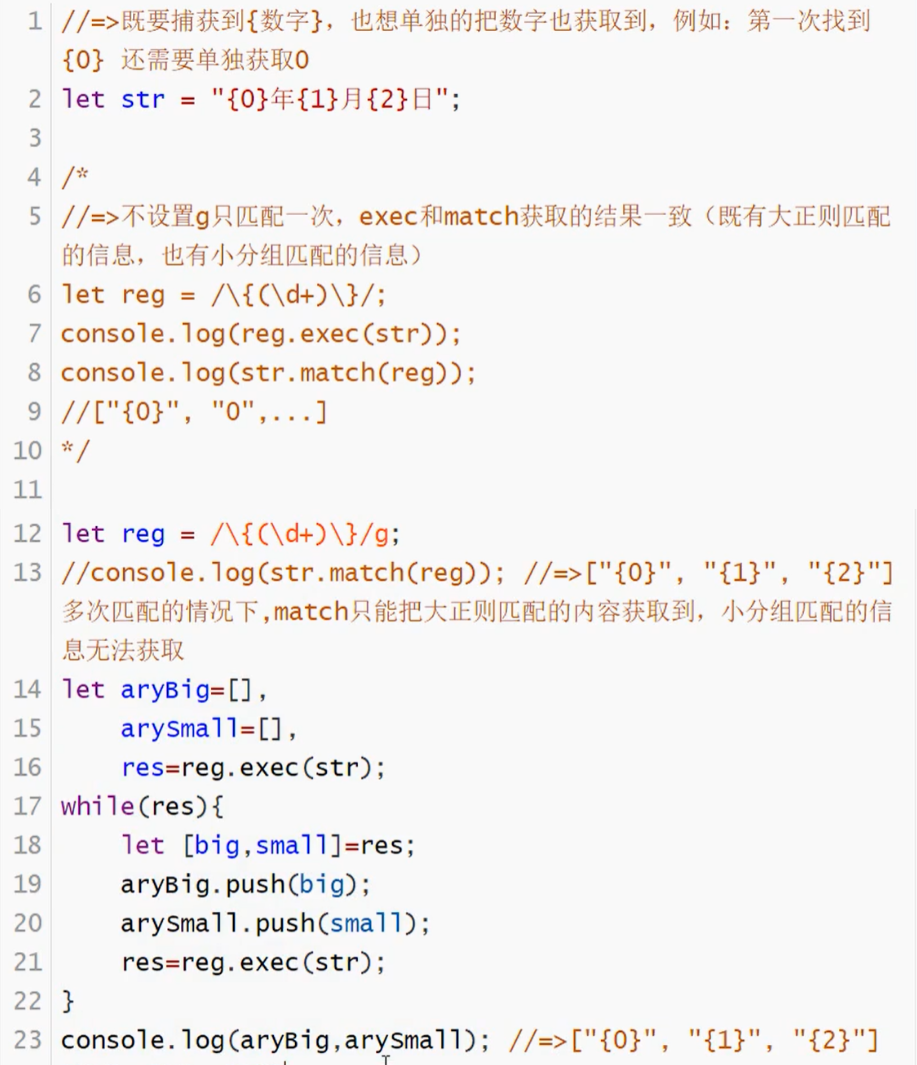 1 //=>既要捕获到{数字}，也想单独的把数字也获取到，例如：第一次找到
{0} 还需要单独获取0
2 let str = "{0}年{1}月{2}日";
3
4 /*
5 //=>不设置g只匹配一次，exec和match获取的结果一致（既有大正则匹配
的信息，也有小分组匹配的信息）
6 let reg = /\{(\d+)\}/;
7 console.log(reg.exec(str));
8 console.log(str.match(reg));
9 //["{0}", "0",...]
10 */
11
12 let reg = /\{(\d+)\}/g;
13 //console.log(str.match(reg)); //=>["{0}", "{1}", "{2}"]
多次匹配的情况下,match只能把大正则匹配的内容获取到，小分组匹配的信
息无法获取
14 let aryBig=[],
15     arySmall=[],
16     res=reg.exec(str);
17 while(res){
18     let [big,small]=res;
19     aryBig.push(big);
20     arySmall.push(small);
21     res=reg.exec(str);
22 }
23 console.log(aryBig,arySmall); //=>["{0}", "{1}", "{2}"]